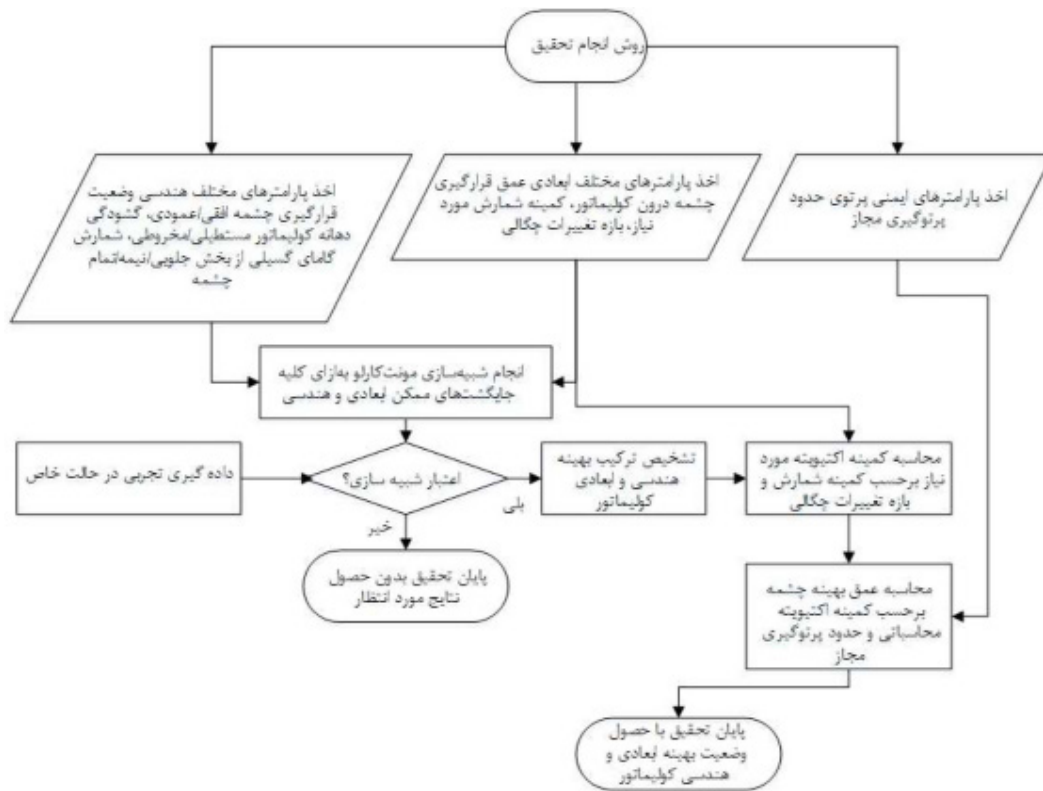 روش انجام تحقیق
اخذ پارامترهای مختلف هندسی وضعیت
قرارگیری چشمه افقی/عمودی، گشودگی
دهانه کولیماتور مستطیلی/مخروطی، شمارش
گامای گسیلی از بخش جلویی/نیمه/تمام
چشمه
اخذ پارامترهای مختلف ابعادی عمق قرارگیری
چشمه درون کولیماتور، کمینه شمارش مورد
نیاز، بازه تغییرات چگالی
اخذ پارامترهای ایمنی پرتوی حدود
پرتوگیری مجاز
انجام شبیه‌سازی مونت‌کارلو به‌ازای کلیه
جایگشت‌های ممکن ابعادی و هندسی
داده گیری تجربی در حالت خاص
اعتبار شبیه سازی؟
بلی
خیر
تشخیص ترکیب بهینه
هندسی و ابعادی
کولیماتور
محاسبه کمینه اکتیویته مورد
نیاز برحسب کمینه شمارش و
بازه تغییرات چگالی
پایان تحقیق بدون حصول
نتایج مورد انتظار
محاسبه عمق بهینه چشمه
برحسب کمینه اکتیویته
محاسباتی و حدود پرتوگیری
مجاز
پایان تحقیق با حصول
وضعیت بهینه ابعادی و
هندسی کولیماتور